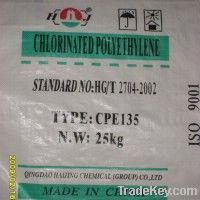 H J
CHLORINATED POLYETHYLENE
STANDARD NO:HG/T 2704-2002
TYPE: CPE135
N.W: 25kg
ISO 9001
QINGDAO HAIJING CHEMICAL (GROUP) CO., LTD
MADE IN
TradeKey.com